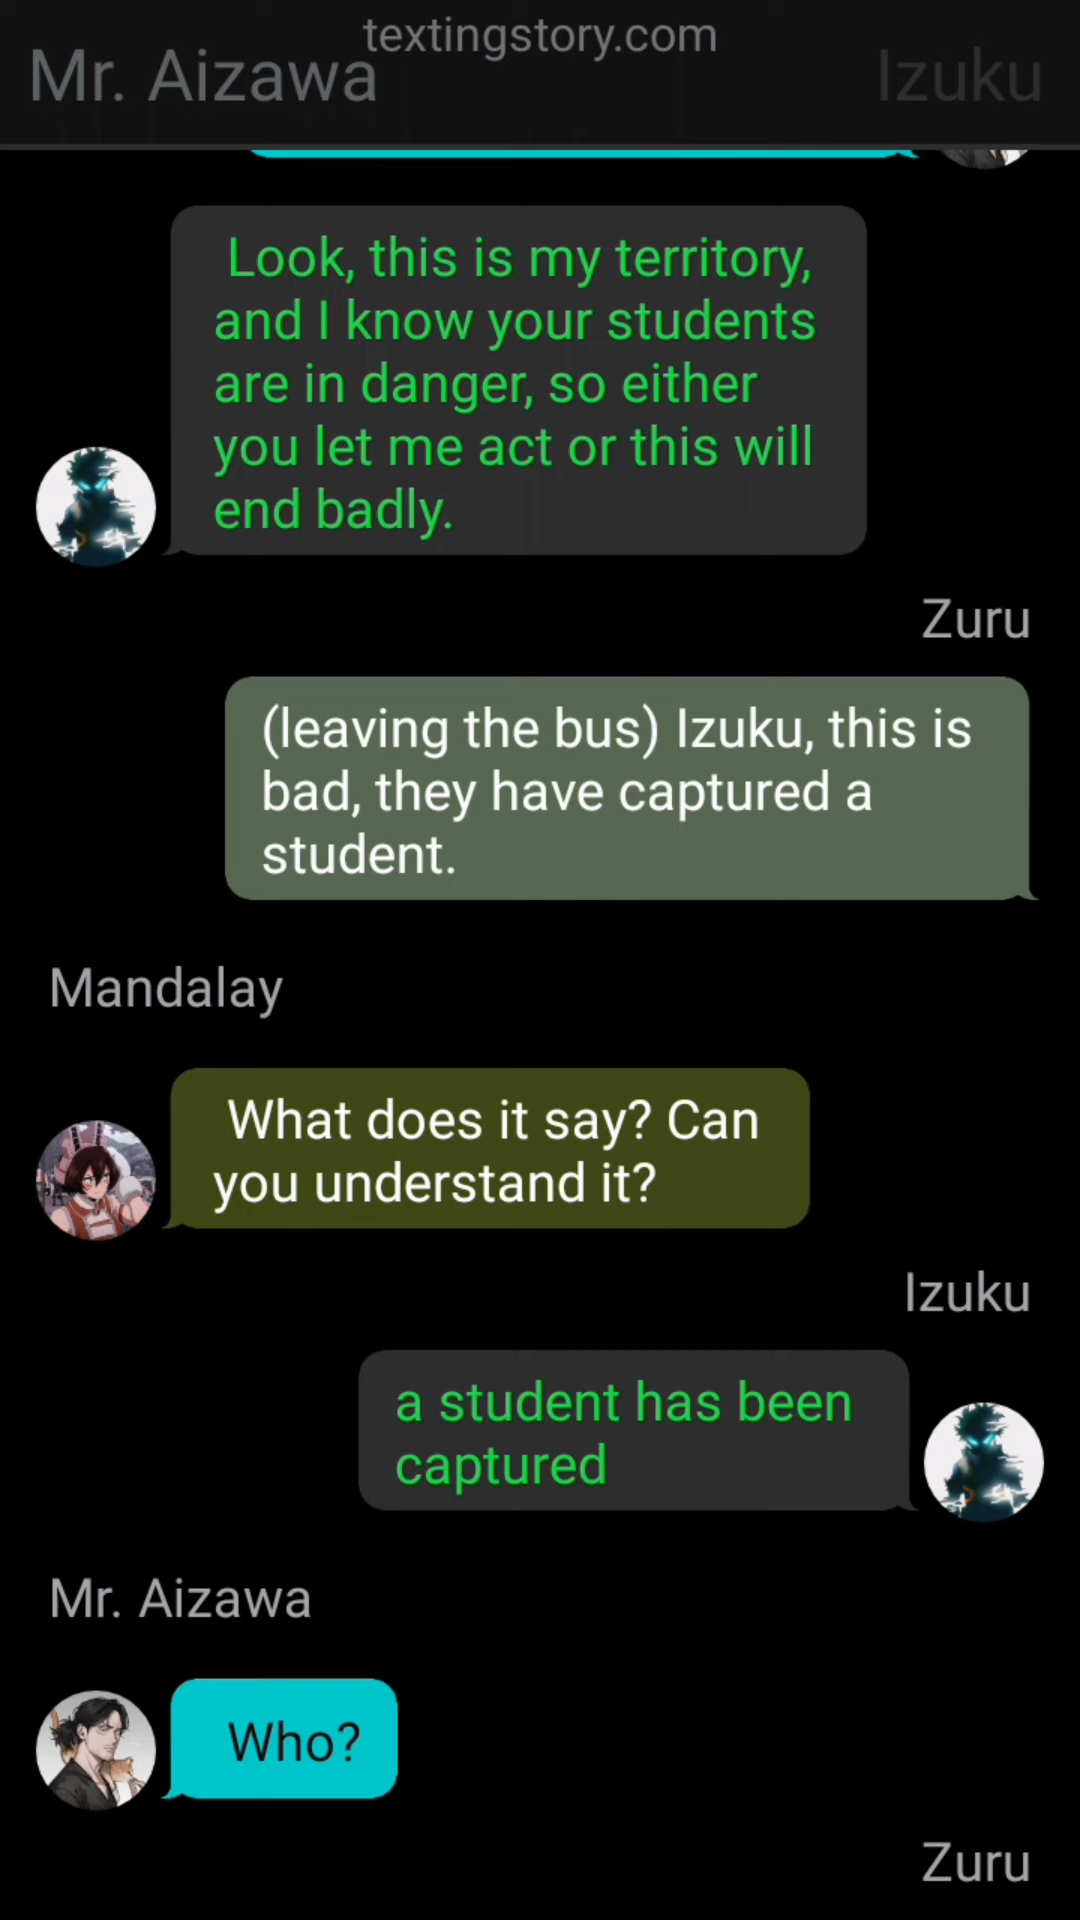 textingstory.com
Mr. Aizawa
Izuku
Look, this is my territory,
and I know your students
are in danger, so either
you let me act or this will
end badly.
Zuru
(leaving the bus) Izuku, this is
bad, they have captured a
student.
Mandalay
What does it say? Can
you understand it?
Izuku
a student has been
captured
Mr. Aizawa
Who?
Zuru